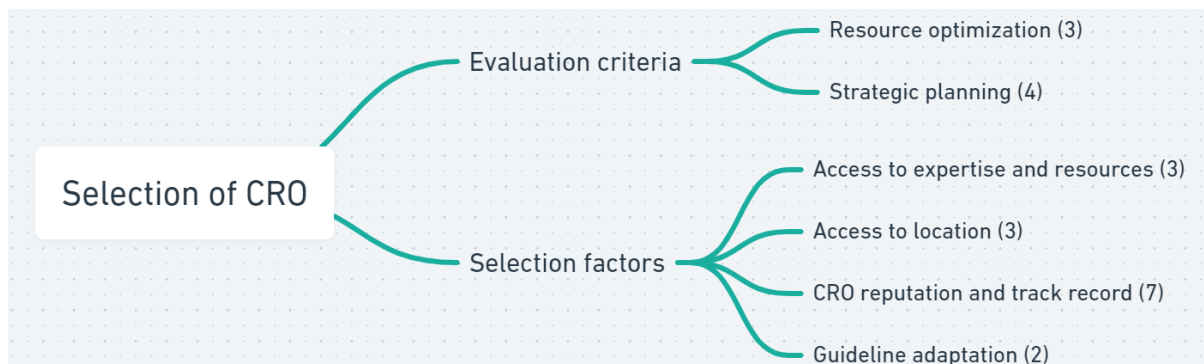 Selection of CRO
Evaluation criteria
Resource optimization (3)
Strategic planning (4)
Selection factors
Access to expertise and resources (3)
Access to location (3)
CRO reputation and track record (7)
Guideline adaptation (2)